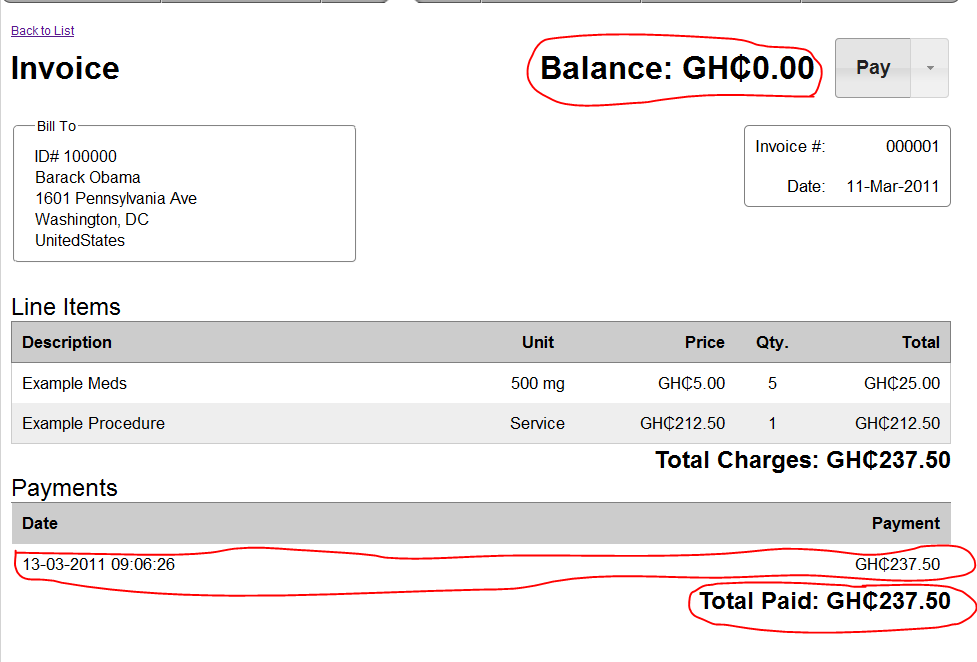 Back to List
Invoice
Balance: GH₵0.00
Pay
Bill To
ID# 100000
Barack Obama
1601 Pennsylvania Ave
Washington, DC
UnitedStates
Invoice #: 000001
Date: 11-Mar-2011
Line Items
Description Unit Price Qty. Total
Example Meds 500 mg GH₵5.00 5 GH₵25.00
Example Procedure Service GH₵212.50 1 GH₵212.50
Total Charges: GH₵237.50
Payments
Date Payment
13-03-2011 09:06:26 GH₵237.50
Total Paid: GH₵237.50